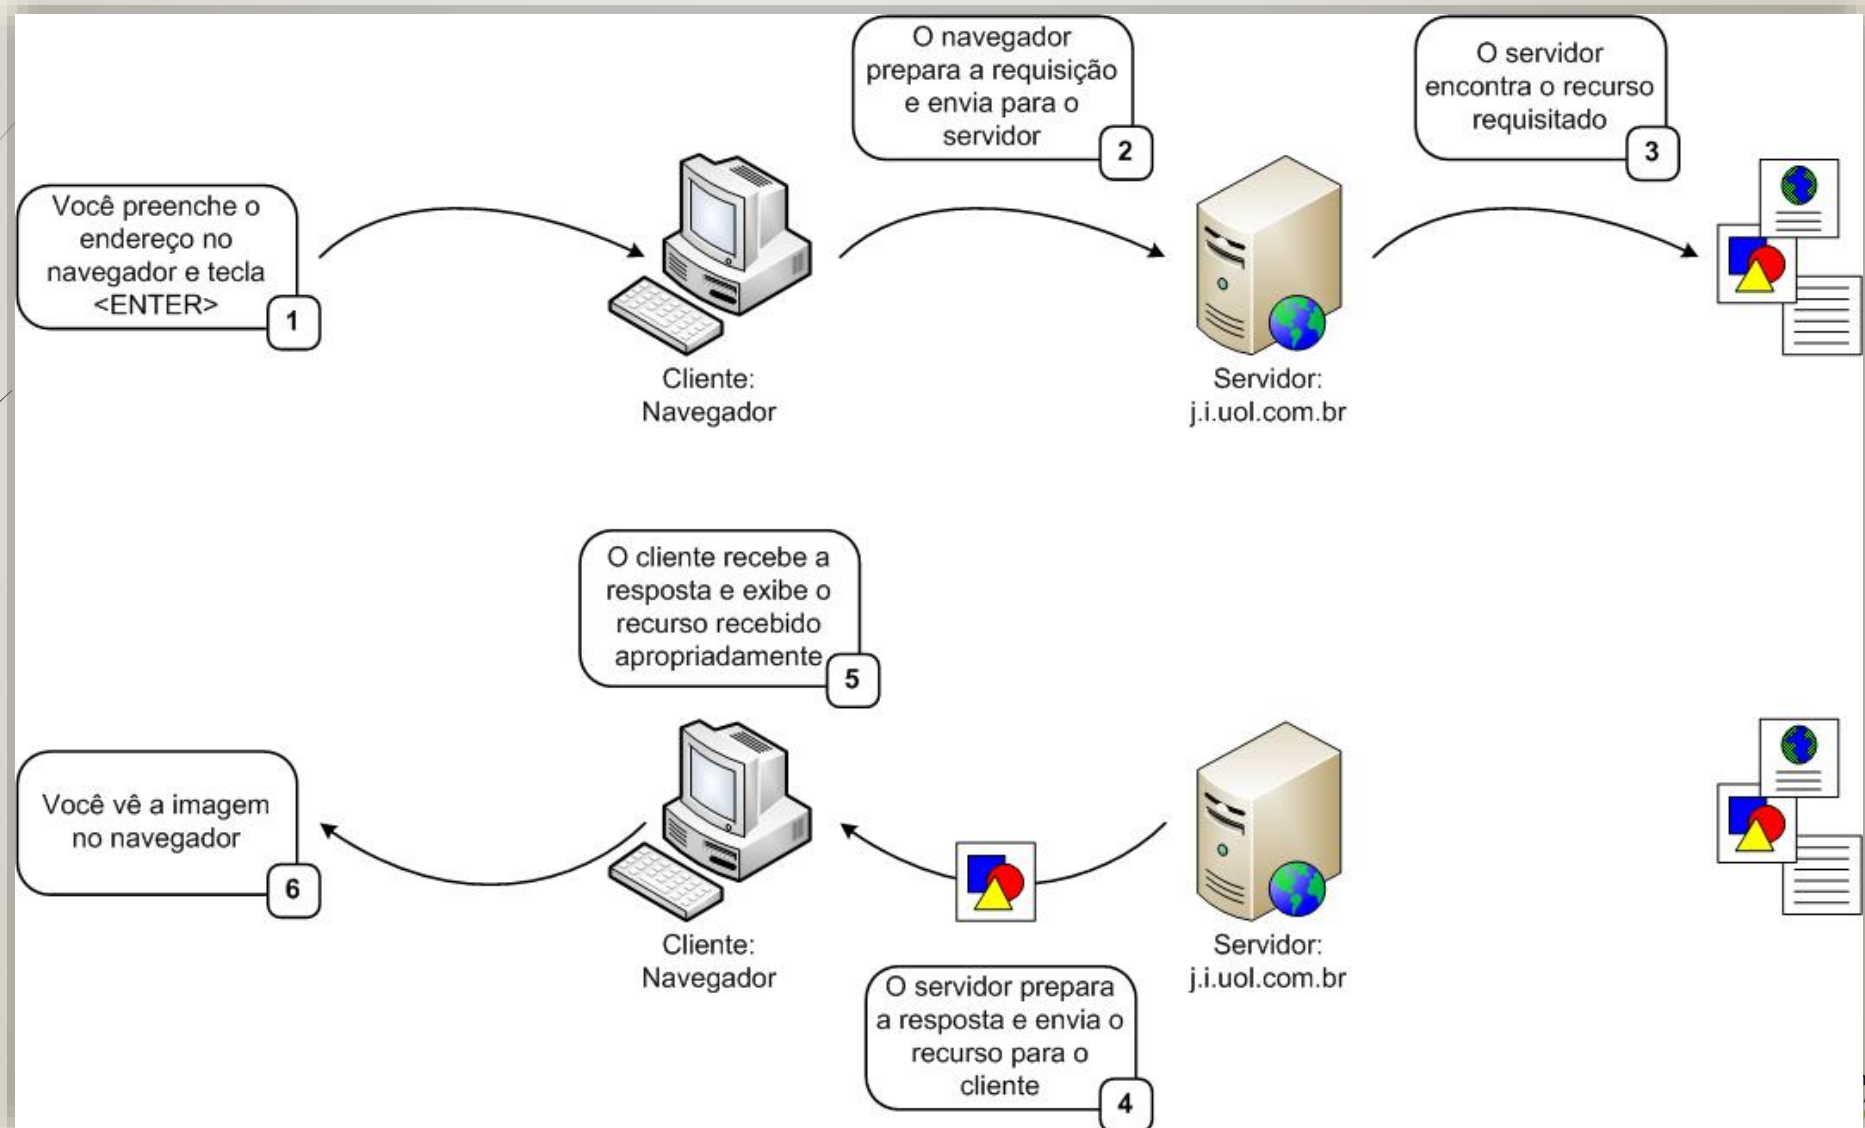 Você preenche o
endereço no
navegador e tecla
<ENTER>
1
Cliente:
Navegador
O navegador
prepara a requisição
e envia para o
servidor
2
Servidor:
j.i.uol.com.br
O servidor
encontra o recurso
requisitado
3
O servidor prepara
a resposta e envia o
recurso para o
cliente
4
Servidor:
j.i.uol.com.br
O cliente recebe a
resposta e exibe o
recurso recebido
apropriadamente
5
Cliente:
Navegador
Você vê a imagem
no navegador
6